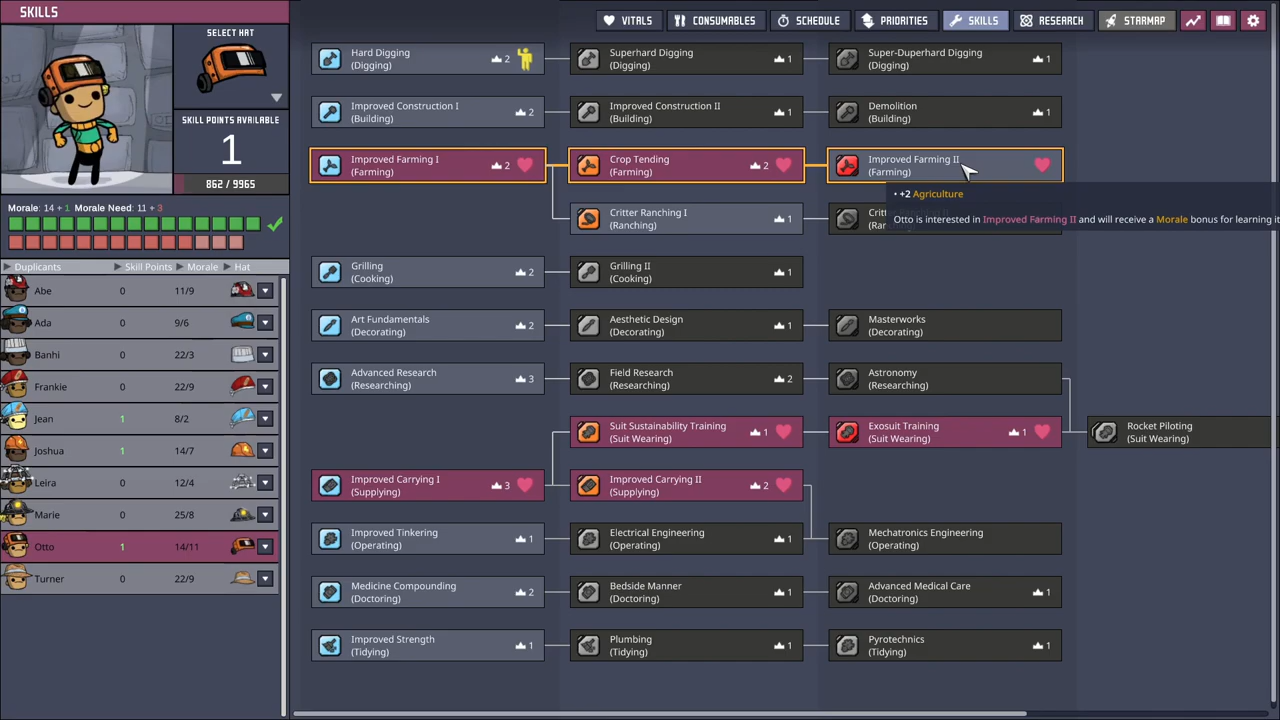 SKILLS
VITALS
CONSUMABLES
SCHEDULE
PRIORITIES
SKILLS
RESEARCH
STARMAP
SELECT HAT
SKILL POINTS
AVAILABLE
1
862 / 9965
Morale: 14 + 1 Morale Need: 11 + 3
Duplicants Skill Points Morale Hat
Abe 0 11/9
Ada 0 9/6
Banhi 0 22/3
Frankie 0 22/9
Jean 1 8/2
Joshua 1 14/7
Leira 0 12/4
Marie 0 25/8
Otto 1 14/11
Turner 0 22/9
Hard Digging
(Digging)
2
Superhard Digging
(Digging)
1
Super-Duperhard Digging
(Digging)
1
Improved Construction I
(Building)
2
Improved Construction II
(Building)
1
Demolition
(Building)
1
Improved Farming I
(Farming)
2
Crop Tending
(Farming)
2
Improved Farming II
(Farming)
• +2 Agriculture
Otto is interested in Improved Farming II and will receive a Morale bonus for learning it
Critter Ranching I
(Ranching)
1
Grilling
(Cooking)
2
Grilling II
(Cooking)
1
Art Fundamentals
(Decorating)
2
Aesthetic Design
(Decorating)
1
Masterworks
(Decorating)
Advanced Research
(Researching)
3
Field Research
(Researching)
2
Astronomy
(Researching)
Suit Sustainability Training
(Suit Wearing)
1
Exosuit Training
(Suit Wearing)
1
Rocket Piloting
(Suit Wearing)
Improved Carrying I
(Supplying)
3
Improved Carrying II
(Supplying)
2
Improved Tinkering
(Operating)
1
Electrical Engineering
(Operating)
1
Mechatronics Engineering
(Operating)
Medicine Compounding
(Doctoring)
2
Bedside Manner
(Doctoring)
1
Advanced Medical Care
(Doctoring)
1
Improved Strength
(Tidying)
1
Plumbing
(Tidying)
1
Pyrotechnics
(Tidying)
1